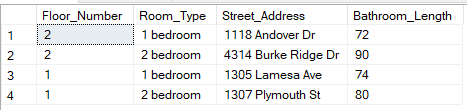 Floor_Number Room_Type Street_Address Bathroom_Length
1 2 1 bedroom 1118 Andover Dr 72
2 2 2 bedroom 4314 Burke Ridge Dr 90
3 1 1 bedroom 1305 Lamesa Ave 74
4 1 2 bedroom 1307 Plymouth St 80